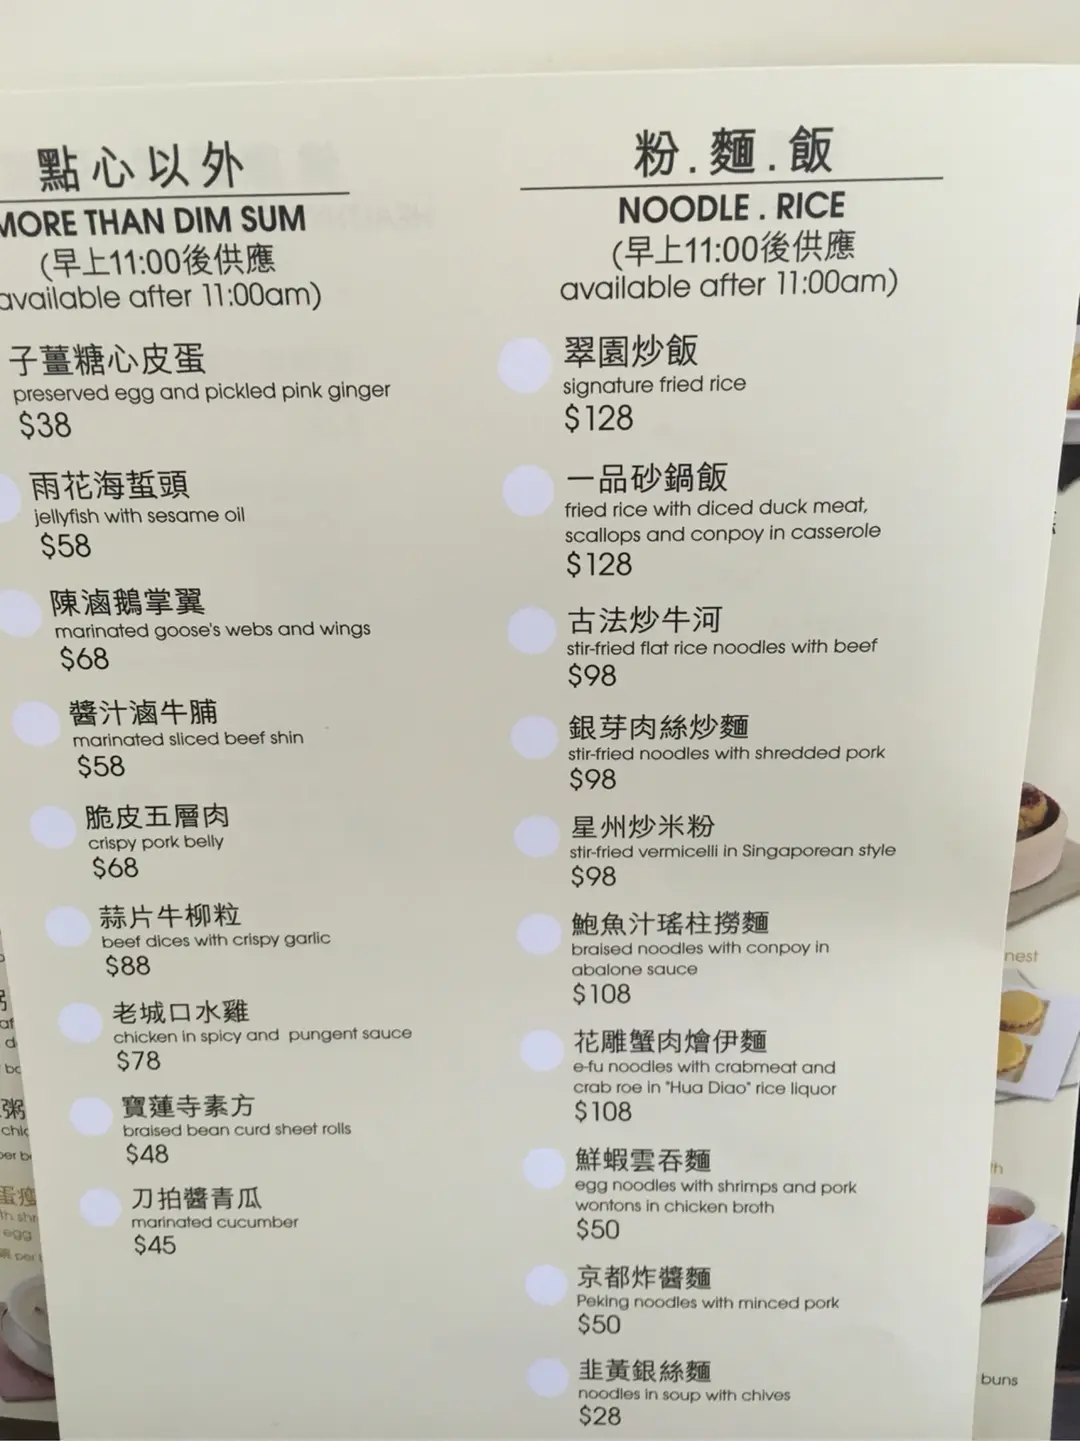 點心以外
MORE THAN DIM SUM
(早上11:00後供應
available after 11:00am)
子薑糖心皮蛋
preserved egg and pickled pink ginger
$38
雨花海蜇頭
jellyfish with sesame oil
$58
陳滷鵝掌翼
marinated goose's webs and wings
$68
醬汁滷牛𦟌
marinated sliced beef shin
$58
脆皮五層肉
crispy pork belly
$68
蒜片牛柳粒
beef dices with crispy garlic
$88
老城口水雞
chicken in spicy and pungent sauce
$78
寶蓮寺素方
braised bean curd sheet rolls
$48
刀拍醬青瓜
marinated cucumber
$45
粉.麵.飯
NOODLE . RICE
(早上11:00後供應
available after 11:00am)
翠園炒飯
signature fried rice
$128
一品砂鍋飯
fried rice with diced duck meat,
scallops and conpoy in casserole
$128
古法炒牛河
stir-fried flat rice noodles with beef
$98
銀芽肉絲炒麵
stir-fried noodles with shredded pork
$98
星州炒米粉
stir-fried vermicelli in Singaporean style
$98
鮑魚汁瑤柱撈麵
braised noodles with conpoy in
abalone sauce
$108
花雕蟹肉燴伊麵
e-fu noodles with crabmeat and
crab roe in "Hua Diao" rice liquor
$108
鮮蝦雲吞麵
egg noodles with shrimps and pork
wontons in chicken broth
$50
京都炸醬麵
Peking noodles with minced pork
$50
韭黃銀絲麵
noodles in soup with chives
$28
nest
buns
粥
egg